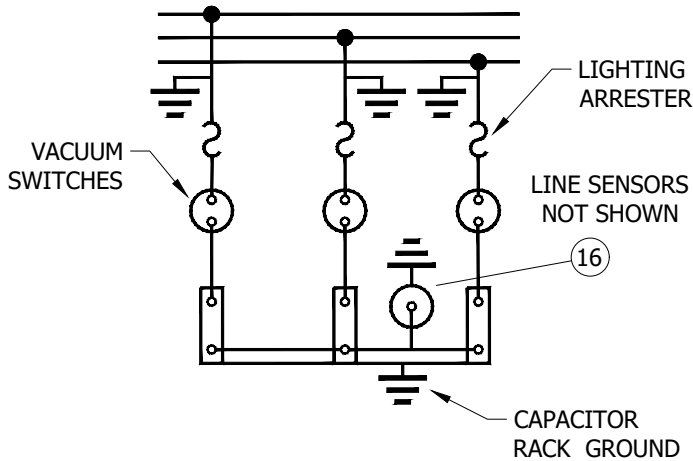 LIGHTING
ARRESTER
VACUUM
SWITCHES
LINE SENSORS
NOT SHOWN
16
CAPACITOR
RACK GROUND